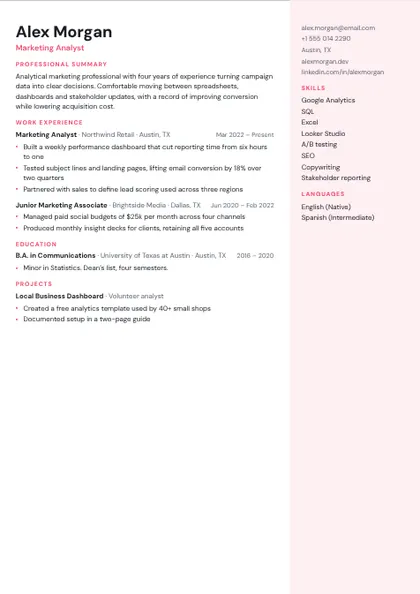 Alex Morgan
Marketing Analyst
PROFESSIONAL SUMMARY
Analytical marketing professional with four years of experience turning campaign
data into clear decisions. Comfortable moving between spreadsheets,
dashboards and stakeholder updates, with a record of improving conversion
while lowering acquisition cost.
WORK EXPERIENCE
Marketing Analyst · Northwind Retail · Austin, TX Mar 2022 – Present
• Built a weekly performance dashboard that cut reporting time from six hours
to one
• Tested subject lines and landing pages, lifting email conversion by 18% over
two quarters
• Partnered with sales to define lead scoring used across three regions
Junior Marketing Associate · Brightside Media · Dallas, TX Jun 2020 – Feb 2022
• Managed paid social budgets of $25k per month across four channels
• Produced monthly insight decks for clients, retaining all five accounts
EDUCATION
B.A. in Communications · University of Texas at Austin · Austin, TX 2016 – 2020
• Minor in Statistics. Dean's list, four semesters.
PROJECTS
Local Business Dashboard · Volunteer analyst
• Created a free analytics template used by 40+ small shops
• Documented setup in a two-page guide
alex.morgan@email.com
+1 555 014 2290
Austin, TX
alexmorgan.dev
linkedin.com/in/alexmorgan
SKILLS
Google Analytics
SQL
Excel
Looker Studio
A/B testing
SEO
Copywriting
Stakeholder reporting
LANGUAGES
English (Native)
Spanish (Intermediate)